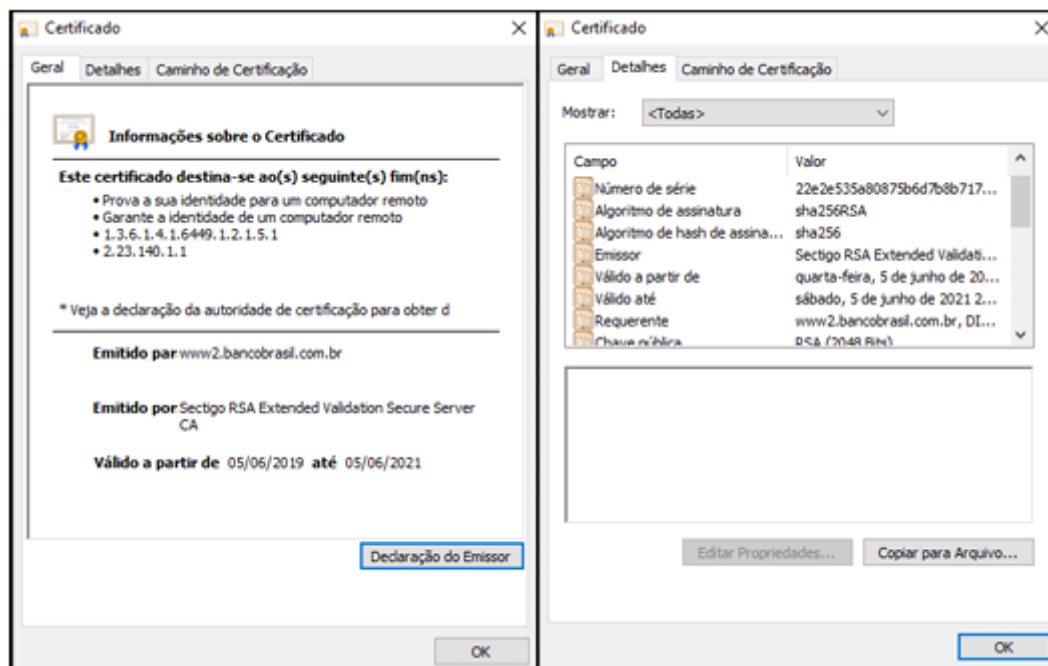 Certificado
Geral Detalhes Caminho de Certificação
Informações sobre o Certificado
Este certificado destina-se ao(s) seguinte(s) fim(ns):
• Prova a sua identidade para um computador remoto
• Garante a identidade de um computador remoto
• 1.3.6.1.4.1.6449.1.2.1.5.1
• 2.23.140.1.1
* Veja a declaração da autoridade de certificação para obter d
Emitido par www2.bancobrasil.com.br
Emitido por Sectigo RSA Extended Validation Secure Server
CA
Válido a partir de 05/06/2019 até 05/06/2021
Declaração do Emissor
OK
Certificado
Geral Detalhes Caminho de Certificação
Mostrar: <Todas>
Campo Valor
Número de série 22e2e535a80875b6d7b8b717...
Algoritmo de assinatura sha256RSA
Algoritmo de hash de assina... sha256
Emissor Sectigo RSA Extended Validati...
Válido a partir de quarta-feira, 5 de junho de 20...
Válido até sábado, 5 de junho de 2021 2...
Requerente www2.bancobrasil.com.br, DI...
Chave pública RSA (2048 Bits)
Editar Propriedades... Copiar para Arquivo...
OK